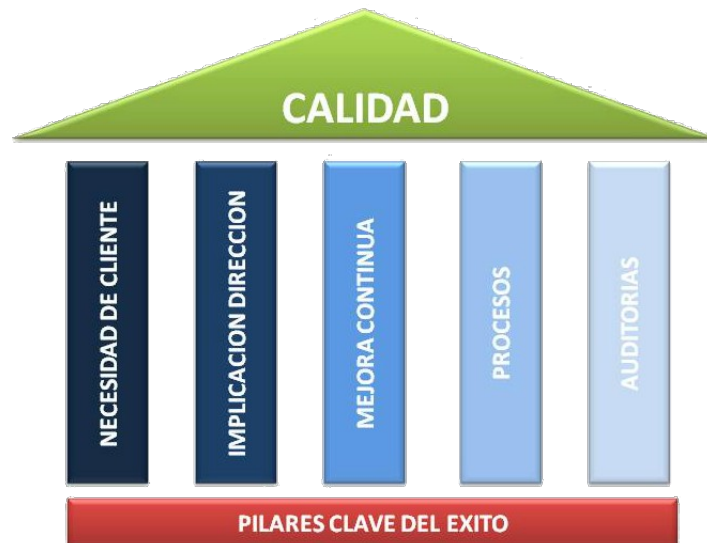 CALIDAD
NECESIDAD DE CLIENTE
IMPLICACION DIRECCION
MEJORA CONTINUA
PROCESOS
AUDITORIAS
PILARES CLAVE DEL EXITO